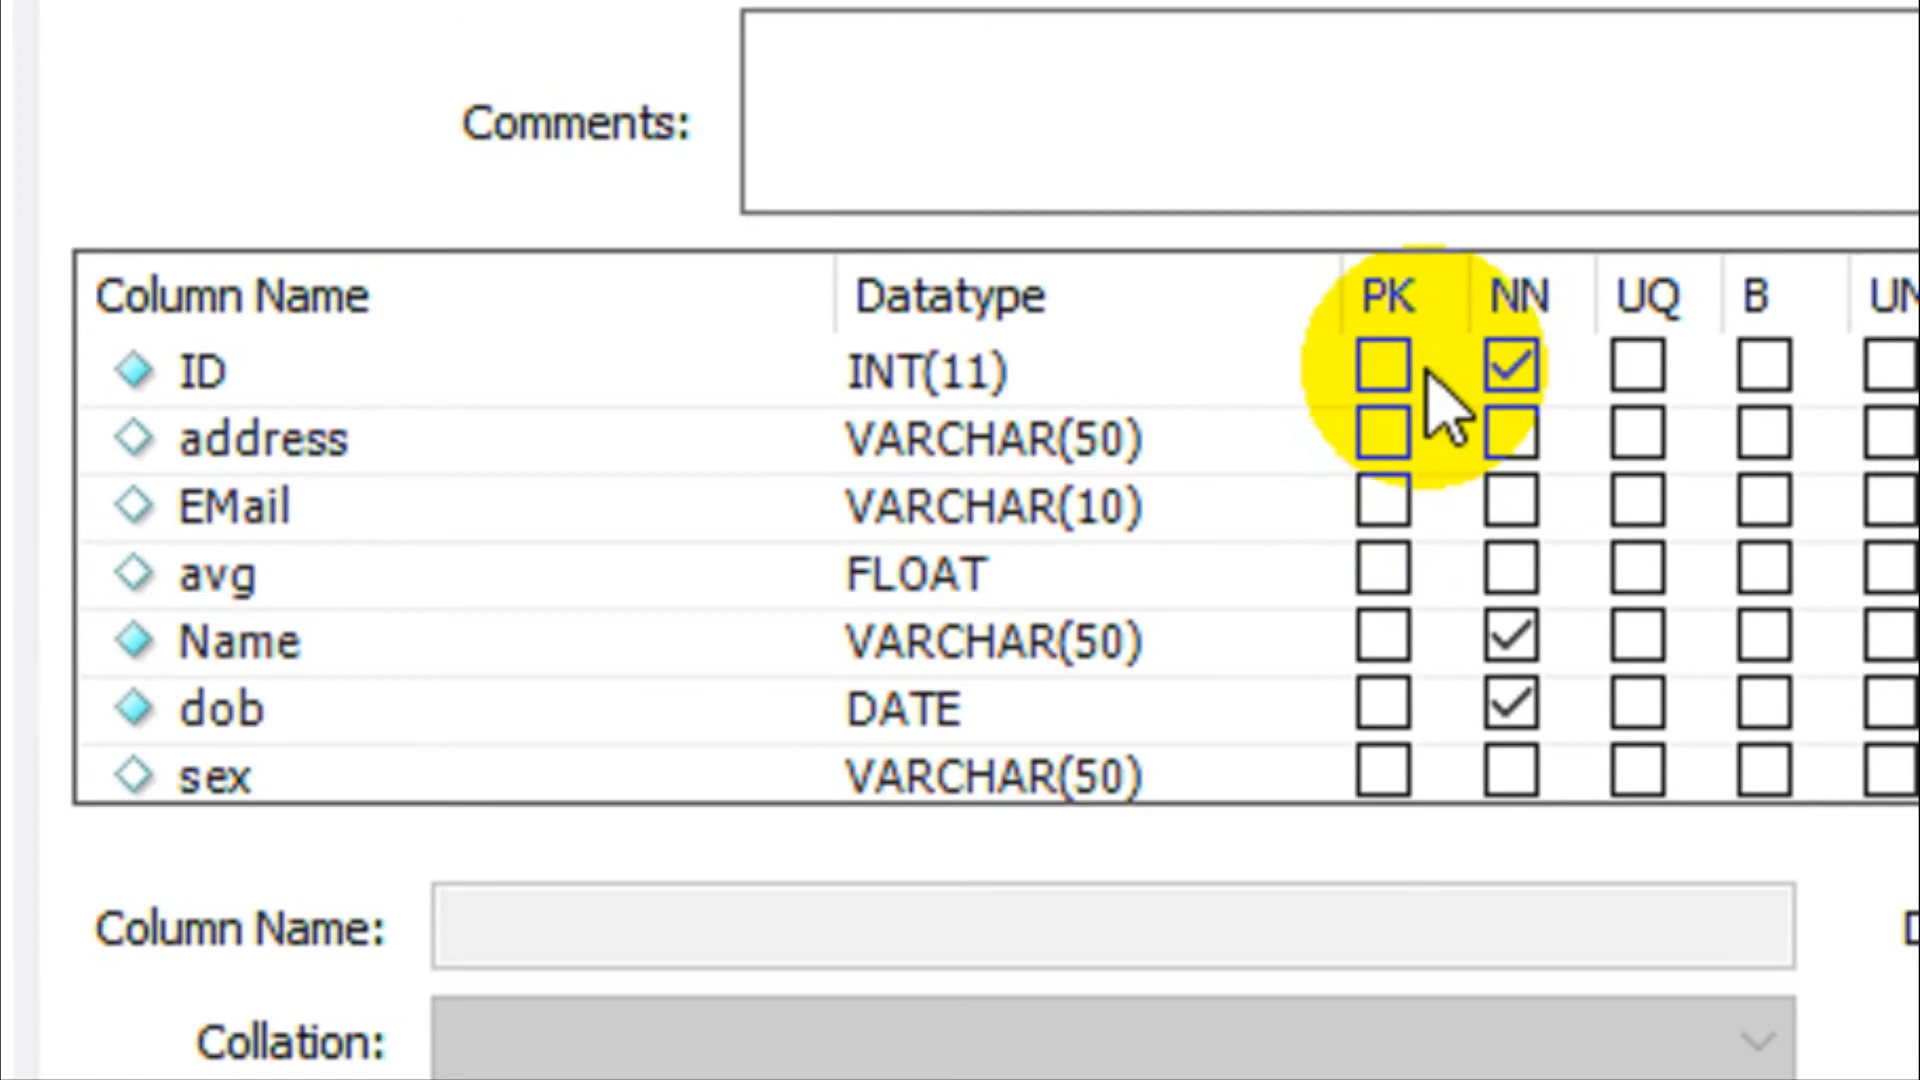 Comments:
Column Name Datatype PK NN UQ B UN
ID INT(11)
address VARCHAR(50)
EMail VARCHAR(10)
avg FLOAT
Name VARCHAR(50)
dob DATE
sex VARCHAR(50)
Column Name:
Collation: